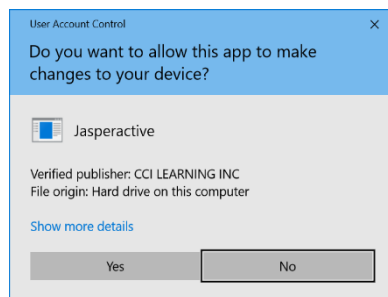 User Account Control
Do you want to allow this app to make
changes to your device?
Jasperactive
Verified publisher: CCI LEARNING INC
File origin: Hard drive on this computer
Show more details
Yes
No